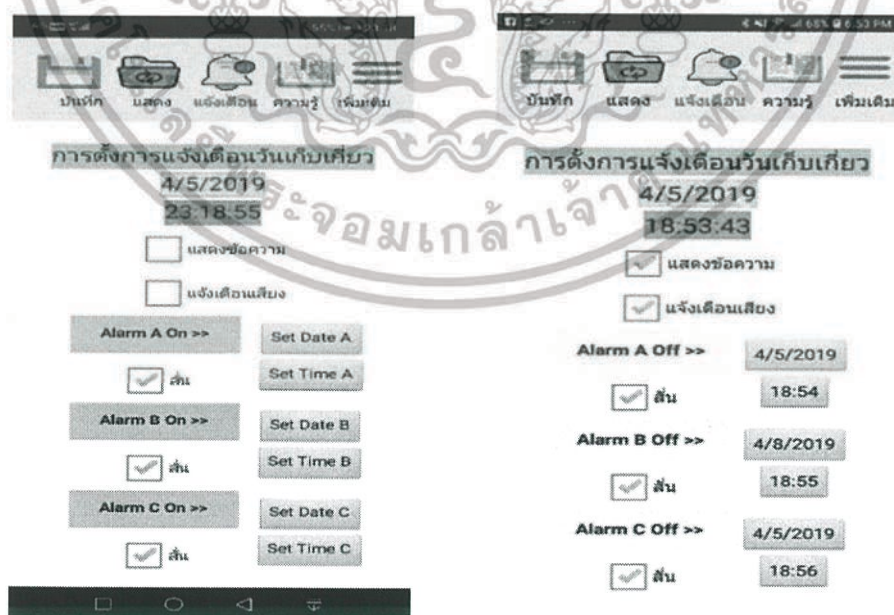 บันทึก แสดง แจ้งเตือน ความรู้ เพิ่มเติม
การตั้งการแจ้งเตือนวันเก็บเกี่ยว
4/5/2019
23:18:55
แสดงข้อความ
แจ้งเตือนเสียง
Alarm A On >> Set Date A
สั่น Set Time A
Alarm B On >> Set Date B
สั่น Set Time B
Alarm C On >> Set Date C
สั่น Set Time C
68% 6:53 PM
บันทึก แสดง แจ้งเตือน ความรู้ เพิ่มเติม
การตั้งการแจ้งเตือนวันเก็บเกี่ยว
4/5/2019
18:53:43
แสดงข้อความ
แจ้งเตือนเสียง
Alarm A Off >> 4/5/2019
สั่น 18:54
Alarm B Off >> 4/8/2019
สั่น 18:55
Alarm C Off >> 4/5/2019
สั่น 18:56
พระจอมเกล้าเจ้า